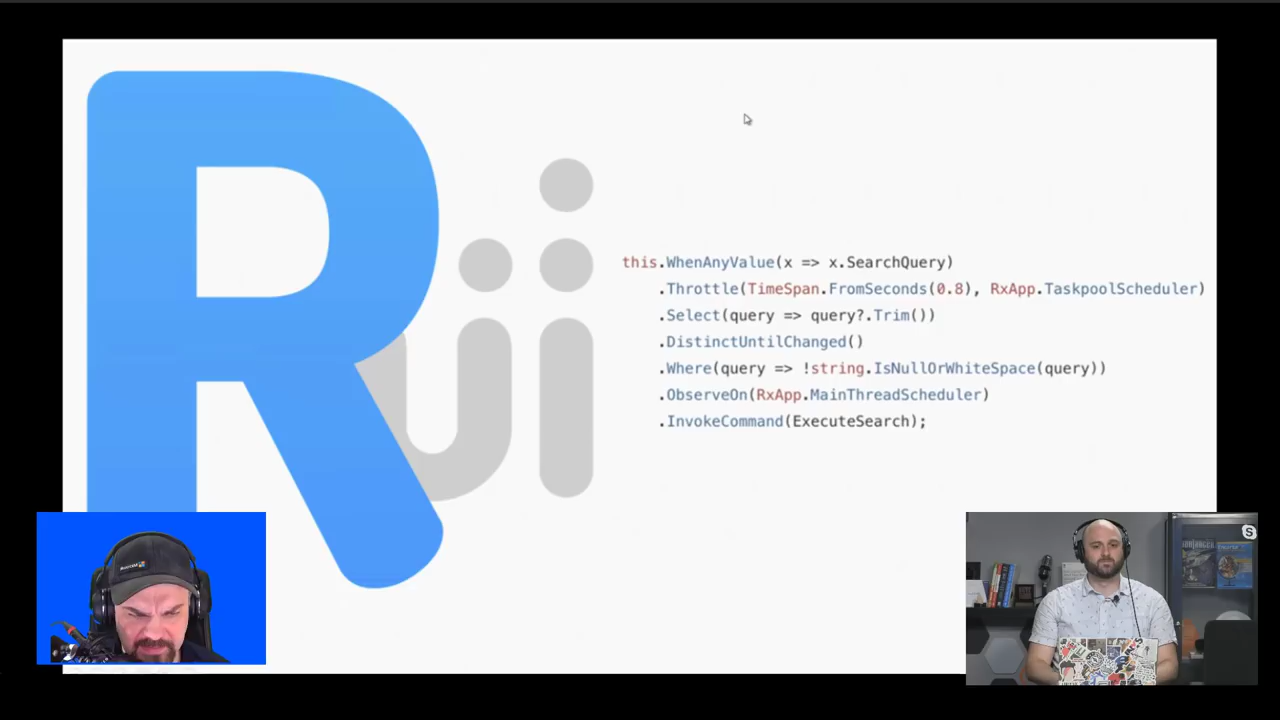 Rui
this.WhenAnyValue(x => x.SearchQuery)
.Throttle(TimeSpan.FromSeconds(0.8), RxApp.TaskpoolScheduler)
.Select(query => query?.Trim())
.DistinctUntilChanged()
.Where(query => !string.IsNullOrWhiteSpace(query))
.ObserveOn(RxApp.MainThreadScheduler)
.InvokeCommand(ExecuteSearch);